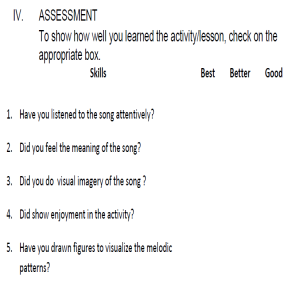 IV. ASSESSMENT
To show how well you learned the activity/lesson, check on the
appropriate box.
Skills Best Better Good
1. Have you listened to the song attentively?
2. Did you feel the meaning of the song?
3. Did you do visual imagery of the song ?
4. Did show enjoyment in the activity?
5. Have you drawn figures to visualize the melodic
patterns?